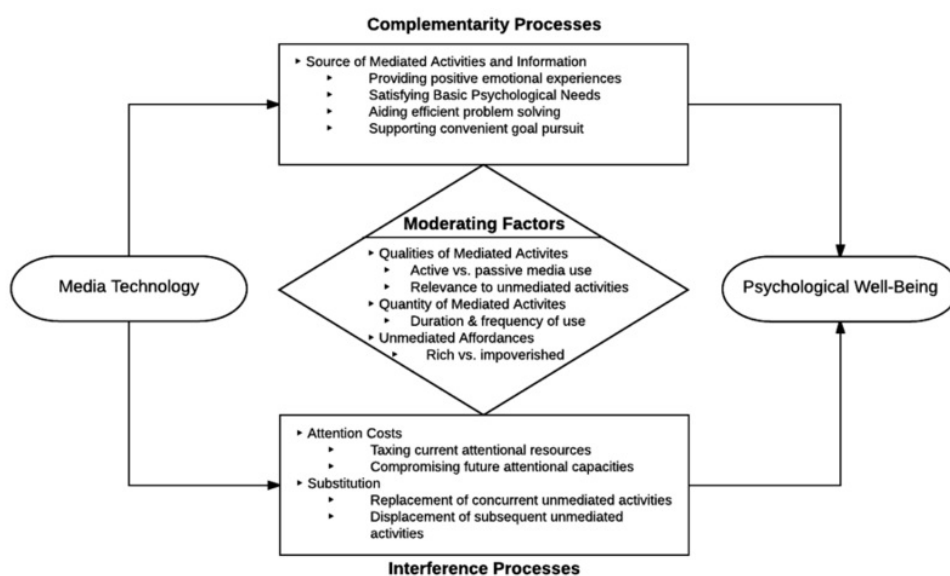 Complementarity Processes
‣ Source of Mediated Activities and Information
‣ Providing positive emotional experiences
‣ Satisfying Basic Psychological Needs
‣ Aiding efficient problem solving
‣ Supporting convenient goal pursuit
Media Technology
Moderating Factors
‣ Qualities of Mediated Activites
‣ Active vs. passive media use
‣ Relevance to unmediated activities
‣ Quantity of Mediated Activites
‣ Duration & frequency of use
‣ Unmediated Affordances
‣ Rich vs. impoverished
Psychological Well-Being
‣ Attention Costs
‣ Taxing current attentional resources
‣ Compromising future attentional capacities
‣ Substitution
‣ Replacement of concurrent unmediated activities
‣ Displacement of subsequent unmediated
activities
Interference Processes